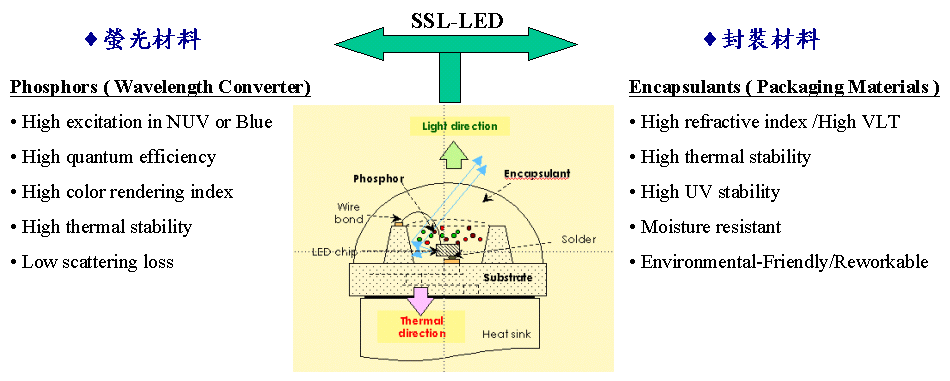 SSL-LED
◆螢光材料
Phosphors ( Wavelength Converter)
• High excitation in NUV or Blue
• High quantum efficiency
• High color rendering index
• High thermal stability
• Low scattering loss
Light direction
Phosphor
Encapsulant
Wire
bond
LED chip
Solder
Substrate
Thermal
direction
Heat sink
◆封裝材料
Encapsulants ( Packaging Materials )
• High refractive index /High VLT
• High thermal stability
• High UV stability
• Moisture resistant
• Environmental-Friendly/Reworkable